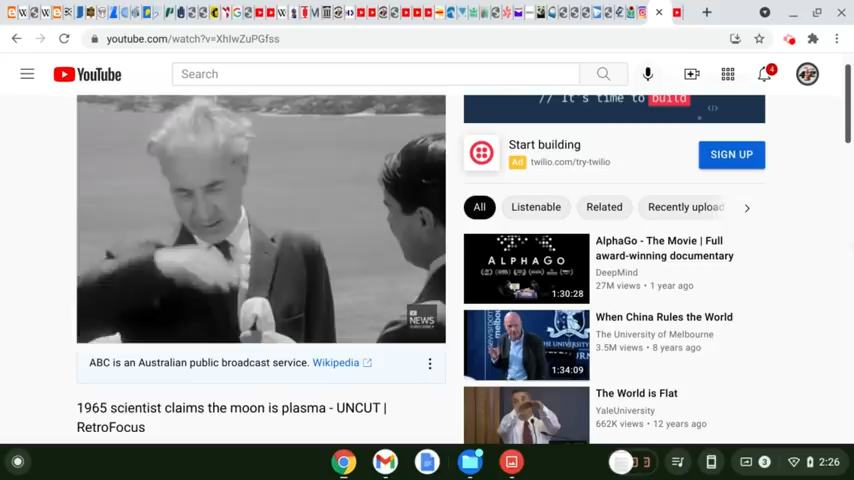 youtube.com/watch?v=XhIwZuPGfss
YouTube
Search
4
// It's time to build
Start building
Ad twilio.com/try-twilio
SIGN UP
All
Listenable
Related
Recently upload
NEWS
ALPHAGO
1:30:28
AlphaGo - The Movie | Full
award-winning documentary
DeepMind
27M views • 1 year ago
1:34:09
When China Rules the World
The University of Melbourne
3.5M views • 8 years ago
The World is Flat
YaleUniversity
662K views • 12 years ago
ABC is an Australian public broadcast service. Wikipedia
1965 scientist claims the moon is plasma - UNCUT |
RetroFocus
3
2:26